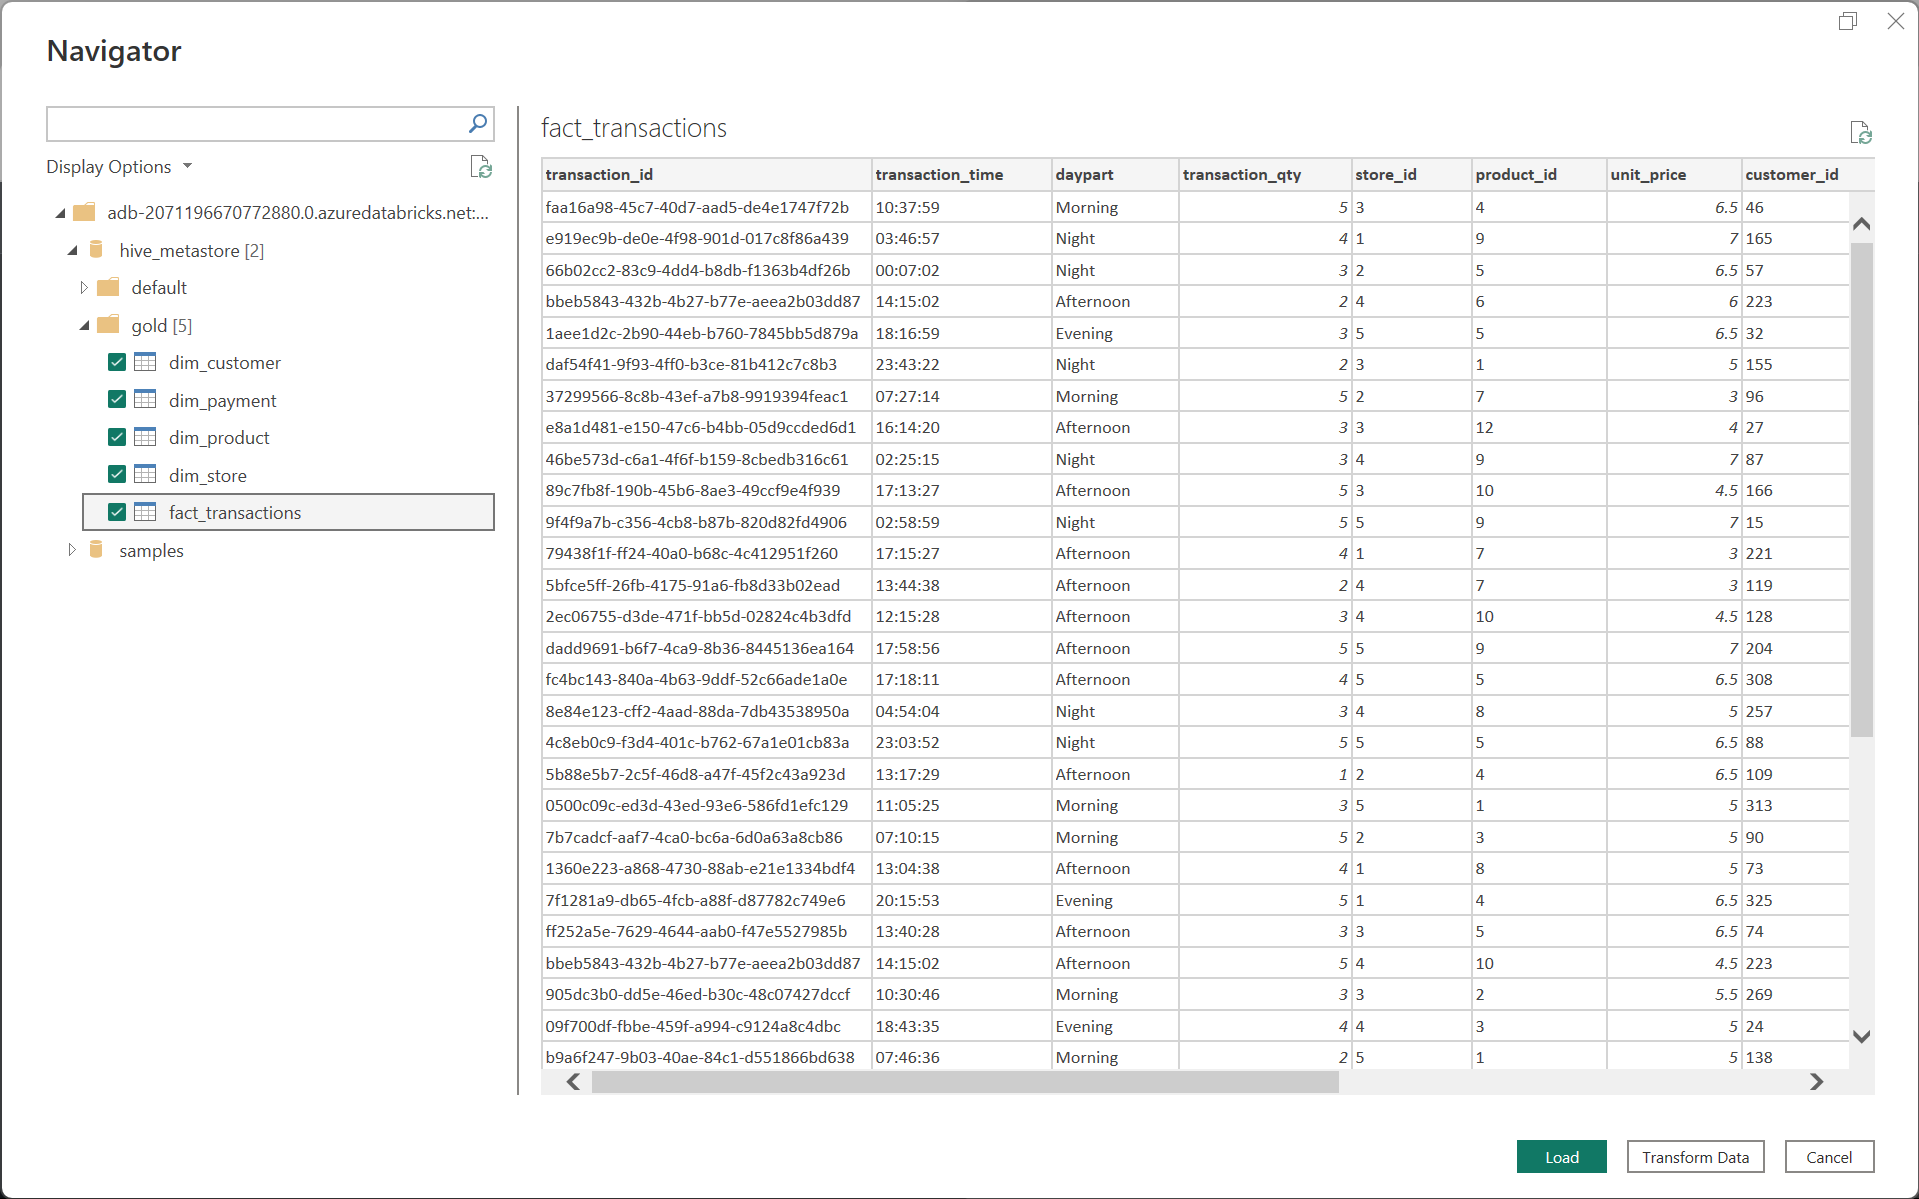 Navigator
Display Options
adb-2071196670772880.0.azuredatabricks.net:...
hive_metastore [2]
default
gold [5]
dim_customer
dim_payment
dim_product
dim_store
fact_transactions
samples
fact_transactions
transaction_id transaction_time daypart transaction_qty store_id product_id unit_price customer_id
faa16a98-45c7-40d7-aad5-de4e1747f72b 10:37:59 Morning 5 3 4 6.5 46
e919ec9b-de0e-4f98-901d-017c8f86a439 03:46:57 Night 4 1 9 7 165
66b02cc2-83c9-4dd4-b8db-f1363b4df26b 00:07:02 Night 3 2 5 6.5 57
bbeb5843-432b-4b27-b77e-aeea2b03dd87 14:15:02 Afternoon 2 4 6 6 223
1aee1d2c-2b90-44eb-b760-7845bb5d879a 18:16:59 Evening 3 5 5 6.5 32
daf54f41-9f93-4ff0-b3ce-81b412c7c8b3 23:43:22 Night 2 3 1 5 155
37299566-8c8b-43ef-a7b8-9919394feac1 07:27:14 Morning 5 2 7 3 96
e8a1d481-e150-47c6-b4bb-05d9ccded6d1 16:14:20 Afternoon 3 3 12 4 27
46be573d-c6a1-4f6f-b159-8cbedb316c61 02:25:15 Night 3 4 9 7 87
89c7fb8f-190b-45b6-8ae3-49ccf9e4f939 17:13:27 Afternoon 5 3 10 4.5 166
9f4f9a7b-c356-4cb8-b87b-820d82fd4906 02:58:59 Night 5 5 9 7 15
79438f1f-ff24-40a0-b68c-4c412951f260 17:15:27 Afternoon 4 1 7 3 221
5bfce5ff-26fb-4175-91a6-fb8d33b02ead 13:44:38 Afternoon 2 4 7 3 119
2ec06755-d3de-471f-bb5d-02824c4b3dfd 12:15:28 Afternoon 3 4 10 4.5 128
dadd9691-b6f7-4ca9-8b36-8445136ea164 17:58:56 Afternoon 5 5 9 7 204
fc4bc143-840a-4b63-9ddf-52c66ade1a0e 17:18:11 Afternoon 4 5 5 6.5 308
8e84e123-cff2-4aad-88da-7db43538950a 04:54:04 Night 3 4 8 5 257
4c8eb0c9-f3d4-401c-b762-67a1e01cb83a 23:03:52 Night 5 5 5 6.5 88
5b88e5b7-2c5f-46d8-a47f-45f2c43a923d 13:17:29 Afternoon 1 2 4 6.5 109
0500c09c-ed3d-43ed-93e6-586fd1efc129 11:05:25 Morning 3 5 1 5 313
7b7cadcf-aaf7-4ca0-bc6a-6d0a63a8cb86 07:10:15 Morning 5 2 3 5 90
1360e223-a868-4730-88ab-e21e1334bdf4 13:04:38 Afternoon 4 1 8 5 73
7f1281a9-db65-4fcb-a88f-d87782c749e6 20:15:53 Evening 5 1 4 6.5 325
ff252a5e-7629-4644-aab0-f47e5527985b 13:40:28 Afternoon 3 3 5 6.5 74
bbeb5843-432b-4b27-b77e-aeea2b03dd87 14:15:02 Afternoon 5 4 10 4.5 223
905dc3b0-dd5e-46ed-b30c-48c07427dccf 10:30:46 Morning 3 3 2 5.5 269
09f700df-fbbe-459f-a994-c9124a8c4dbc 18:43:35 Evening 4 4 3 5 24
b9a6f247-9b03-40ae-84c1-d551866bd638 07:46:36 Morning 2 5 1 5 138
Load Transform Data Cancel